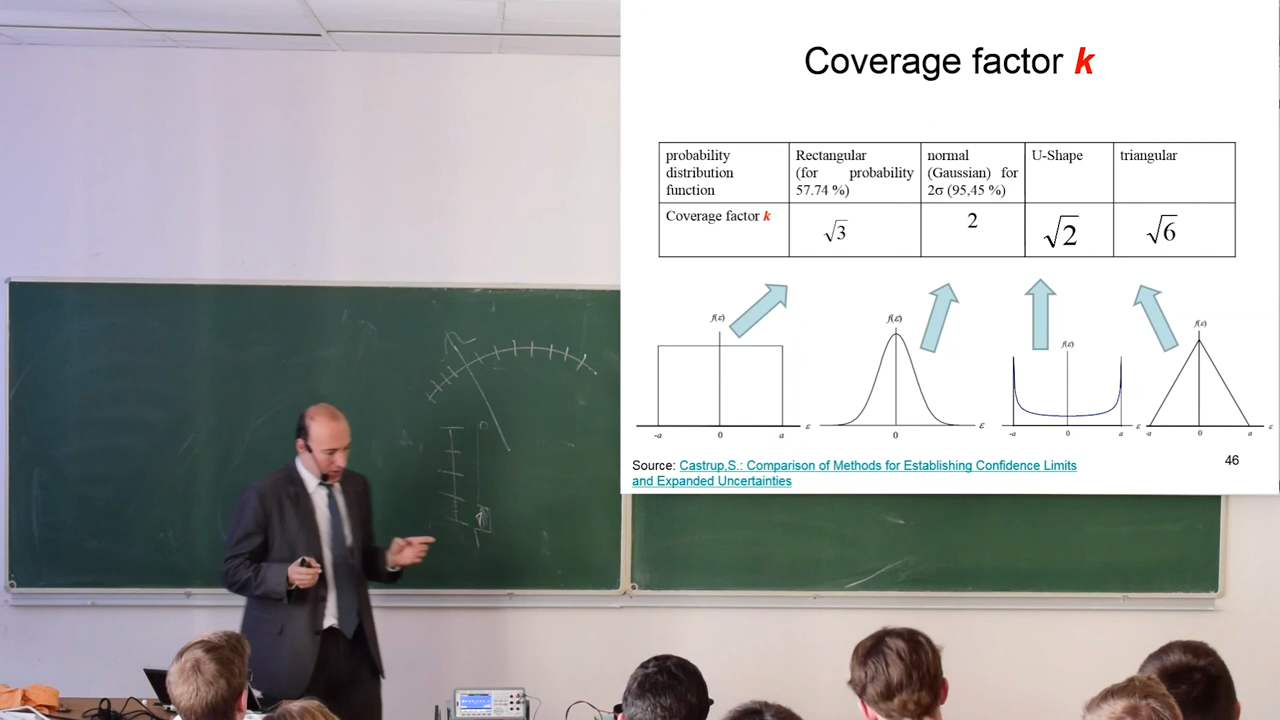 Coverage factor k
probability
distribution
function
Rectangular
(for probability
57.74 %)
normal
(Gaussian) for
2σ (95,45 %)
U-Shape
triangular
Coverage factor k
√3
2
√2
√6
f(ε)
-a
0
a
ε
f(ε)
0
ε
f(ε)
-a
0
a
ε
f(ε)
-a
0
a
ε
Source: Castrup,S.: Comparison of Methods for Establishing Confidence Limits
and Expanded Uncertainties
46